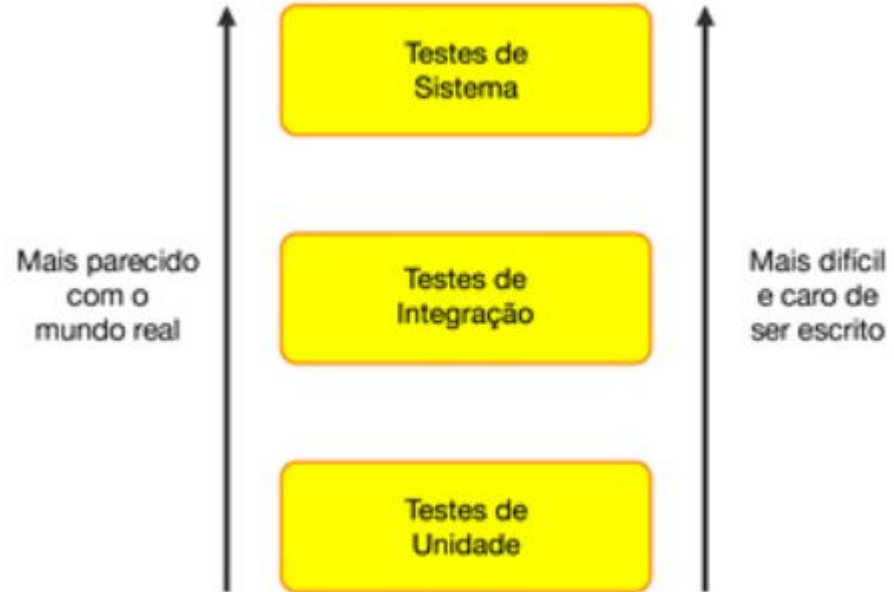 Testes de
Sistema
Mais parecido
com o
mundo real
Testes de
Integração
Mais difícil
e caro de
ser escrito
Testes de
Unidade